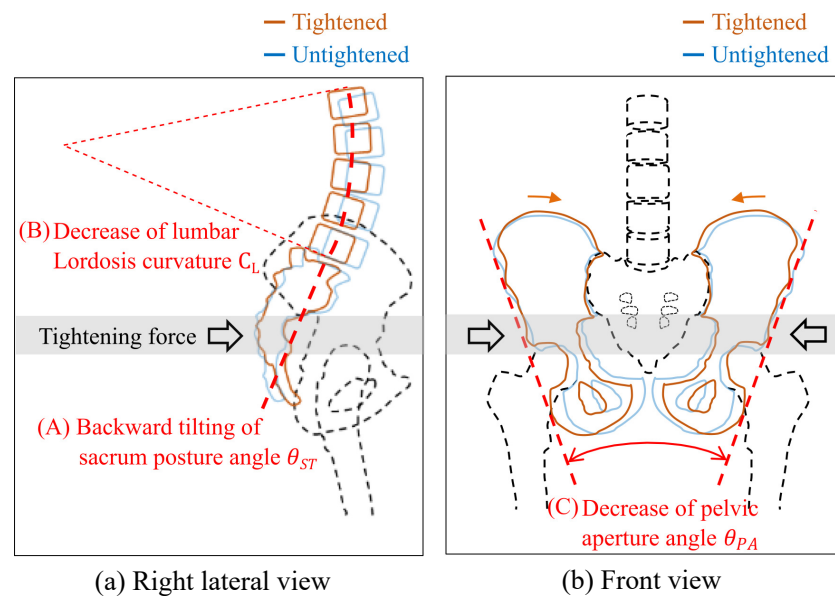 Tightened
Untightened
Tightened
Untightened
(B) Decrease of lumbar
Lordosis curvature C_L
Tightening force
(A) Backward tilting of
sacrum posture angle θ_ST
(C) Decrease of pelvic
aperture angle θ_PA
(a) Right lateral view
(b) Front view